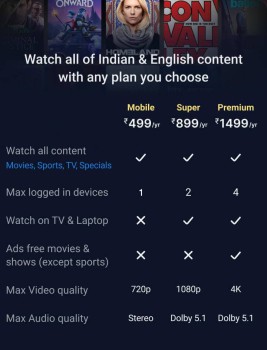 ONWARD
HOMELAND
CON
VALI
Watch all of Indian & English content
with any plan you choose
Mobile Super Premium
₹499/yr ₹899/yr ₹1499/yr
Watch all content
Movies, Sports, TV, Specials
Max logged in devices 1 2 4
Watch on TV & Laptop
Ads free movies &
shows (except sports)
Max Video quality 720p 1080p 4K
Max Audio quality Stereo Dolby 5.1 Dolby 5.1